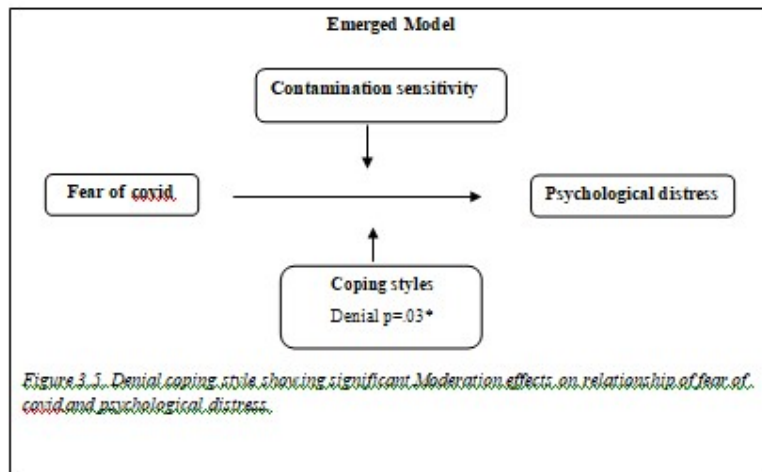 Emerged Model
Contamination sensitivity
Fear of covid
Psychological distress
Coping styles
Denial p=.03*
Figure 3.5. Denial coping style showing significant Moderation effects on relationship of fear of
covid and psychological distress.